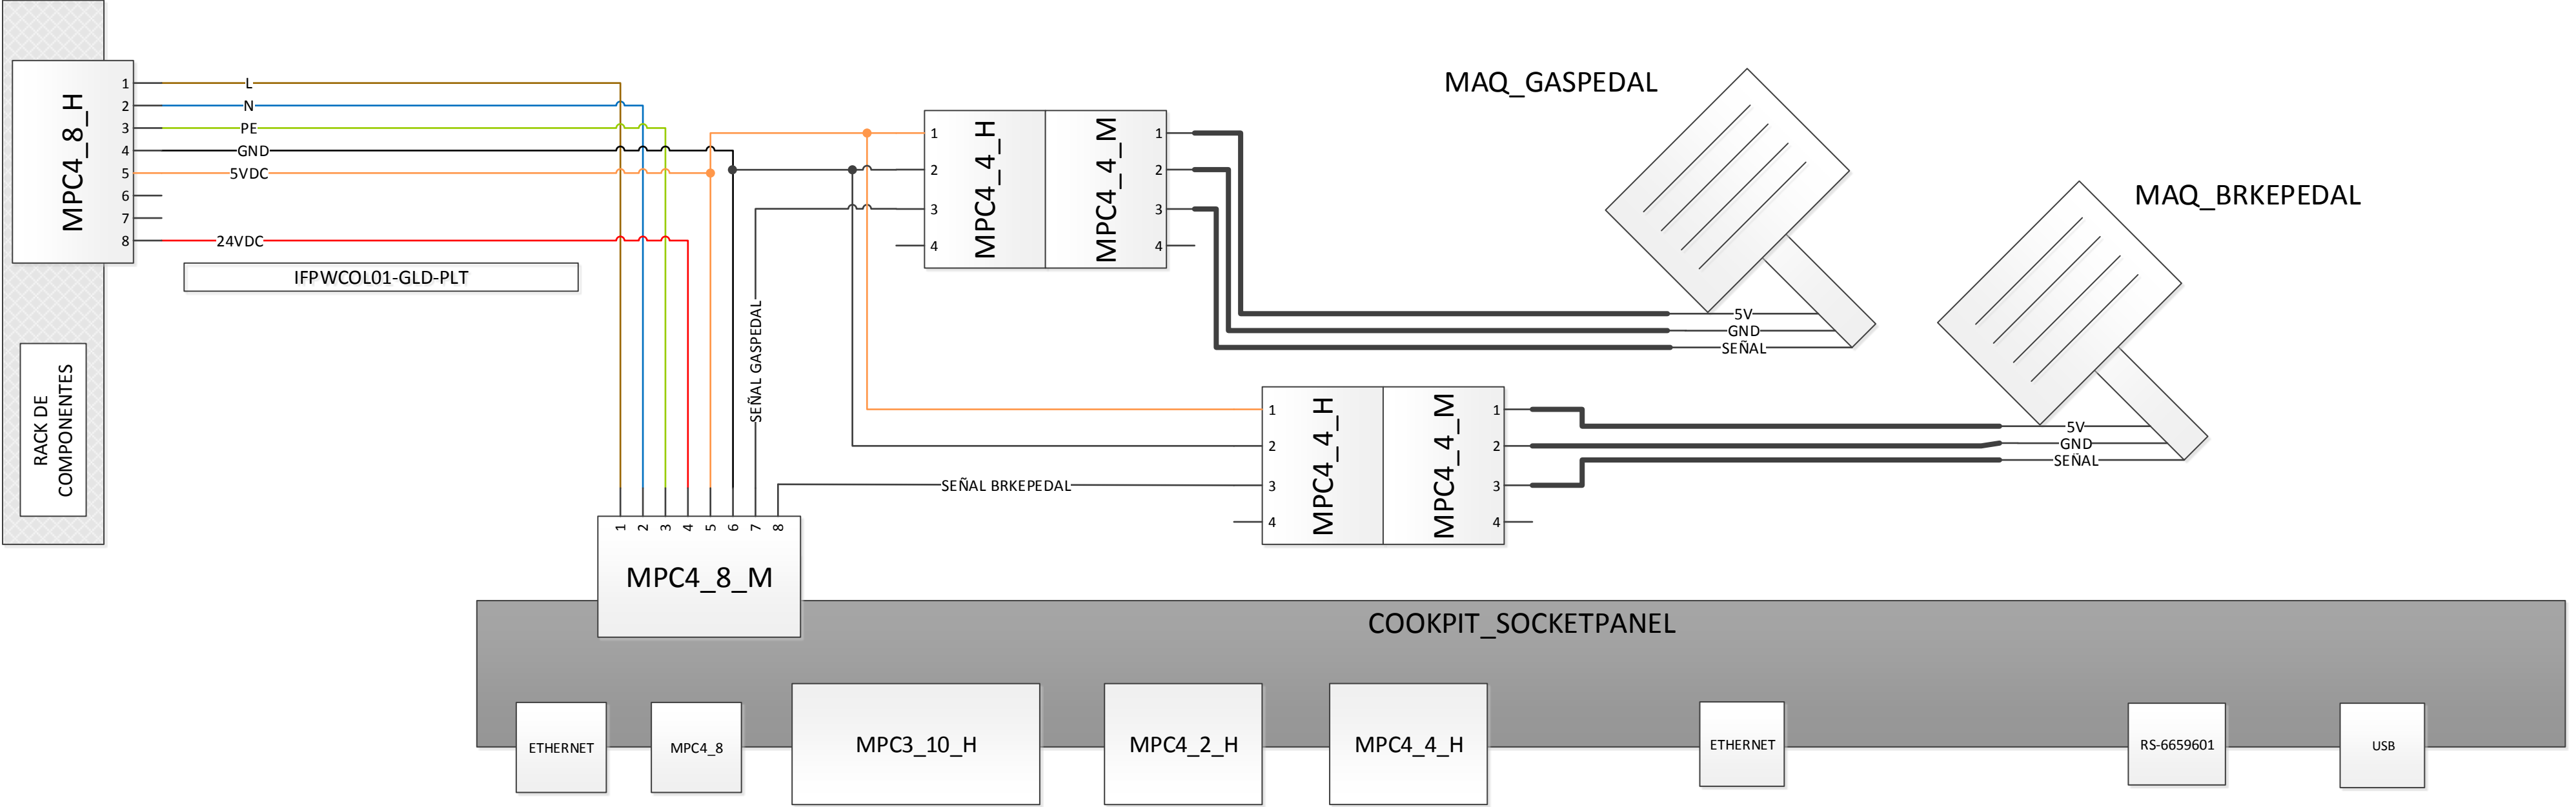 MPC4_8_H
1
2
3
4
5
6
7
8
L
N
PE
GND
5VDC
24VDC
IFPWCOL01-GLD-PLT
RACK DE
COMPONENTES
1
2
3
4
MPC4_4_H
MPC4_4_M
1
2
3
4
MAQ_GASPEDAL
5V
GND
SEÑAL
MAQ_BRKEPEDAL
5V
GND
SEÑAL
SEÑAL GASPEDAL
SEÑAL BRKEPEDAL
1
2
3
4
MPC4_4_H
MPC4_4_M
1
2
3
4
1
2
3
4
5
6
7
8
MPC4_8_M
COOKPIT_SOCKETPANEL
ETHERNET
MPC4_8
MPC3_10_H
MPC4_2_H
MPC4_4_H
ETHERNET
RS-6659601
USB